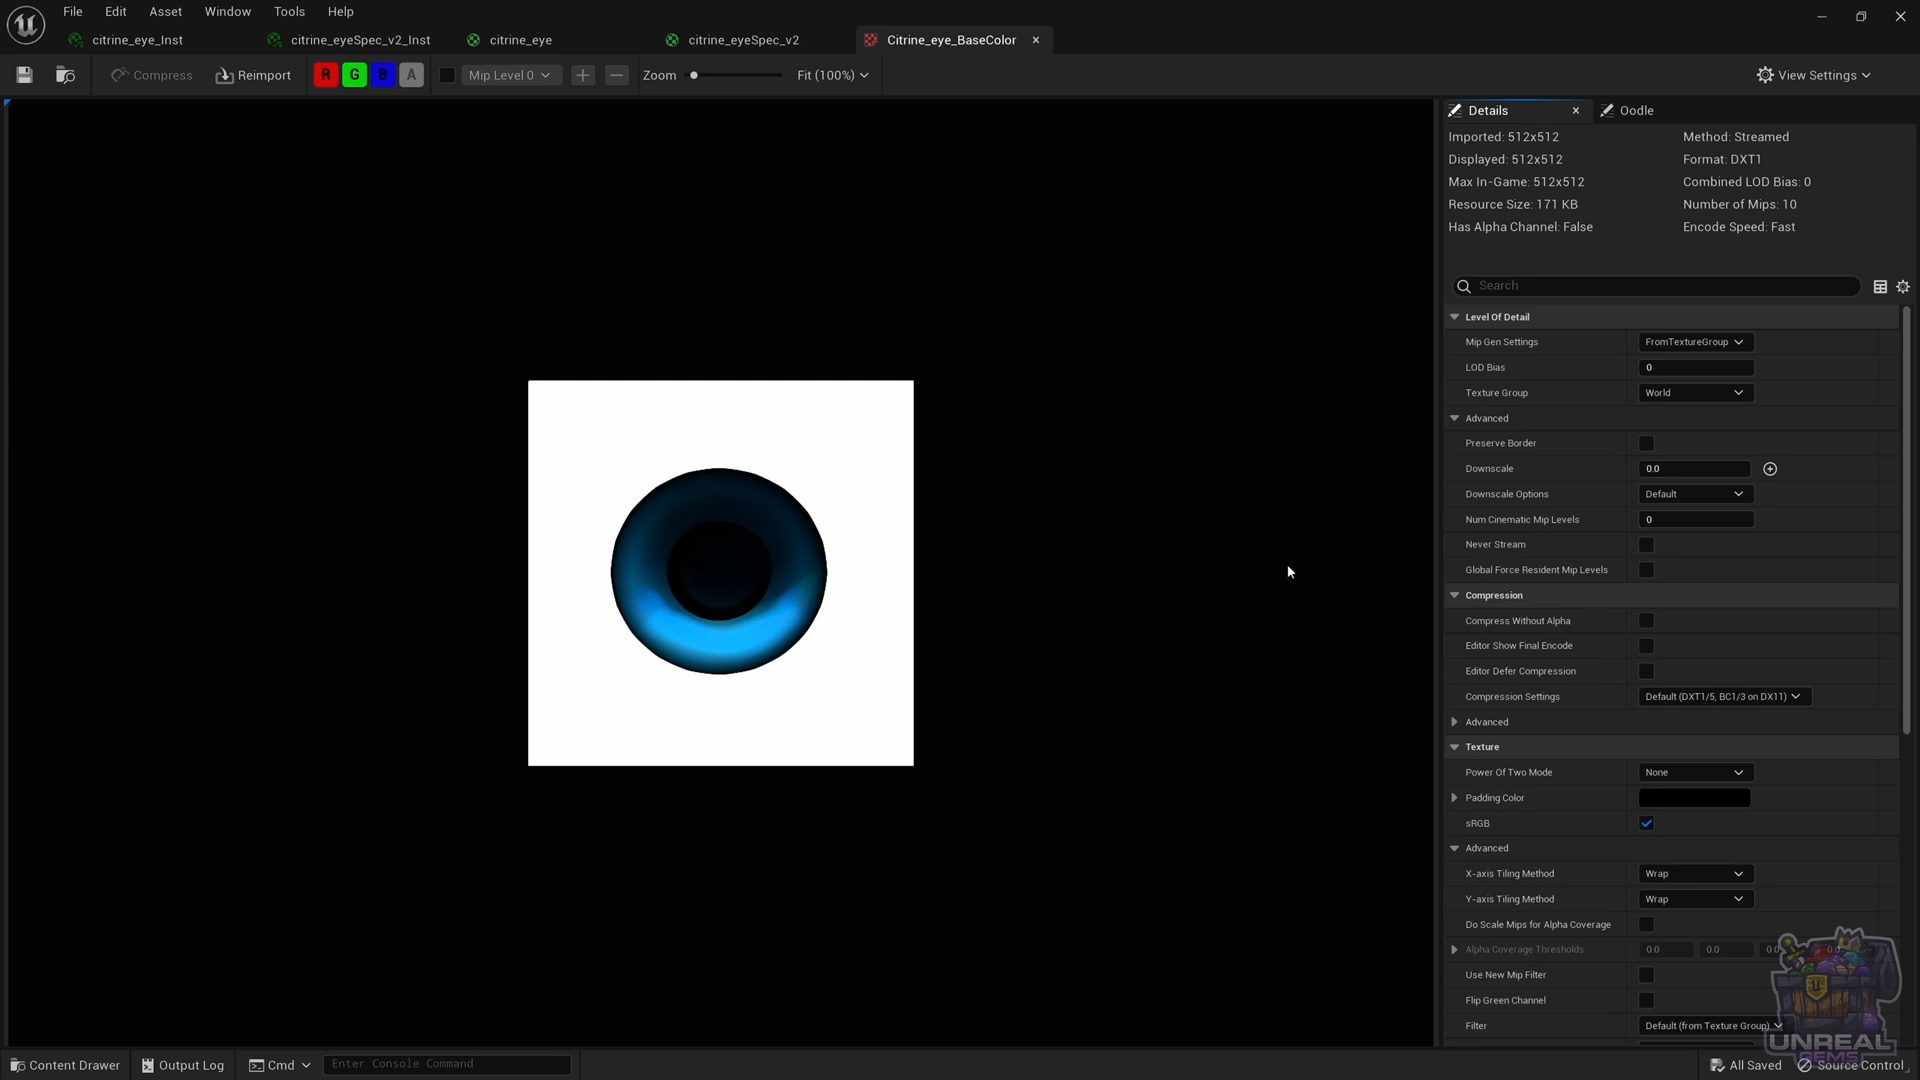 File Edit Asset Window Tools Help
citrine_eye_Inst citrine_eyeSpec_v2_Inst citrine_eye citrine_eyeSpec_v2 Citrine_eye_BaseColor
Compress Reimport R G B A Mip Level 0 Zoom Fit (100%) View Settings
Details Oodle
Imported: 512x512 Method: Streamed
Displayed: 512x512 Format: DXT1
Max In-Game: 512x512 Combined LOD Bias: 0
Resource Size: 171 KB Number of Mips: 10
Has Alpha Channel: False Encode Speed: Fast
Search
Level Of Detail
Mip Gen Settings FromTextureGroup
LOD Bias 0
Texture Group World
Advanced
Preserve Border
Downscale 0.0
Downscale Options Default
Num Cinematic Mip Levels 0
Never Stream
Global Force Resident Mip Levels
Compression
Compress Without Alpha
Editor Show Final Encode
Editor Defer Compression
Compression Settings Default (DXT1/5, BC1/3 on DX11)
Advanced
Texture
Power Of Two Mode None
Padding Color
sRGB
Advanced
X-axis Tiling Method Wrap
Y-axis Tiling Method Wrap
Do Scale Mips for Alpha Coverage
Alpha Coverage Thresholds 0.0 0.0 0.0 0.0
Use New Mip Filter
Flip Green Channel
Filter Default (from Texture Group)
UNREAL
GEMS
Content Drawer Output Log Cmd Enter Console Command All Saved Source Control